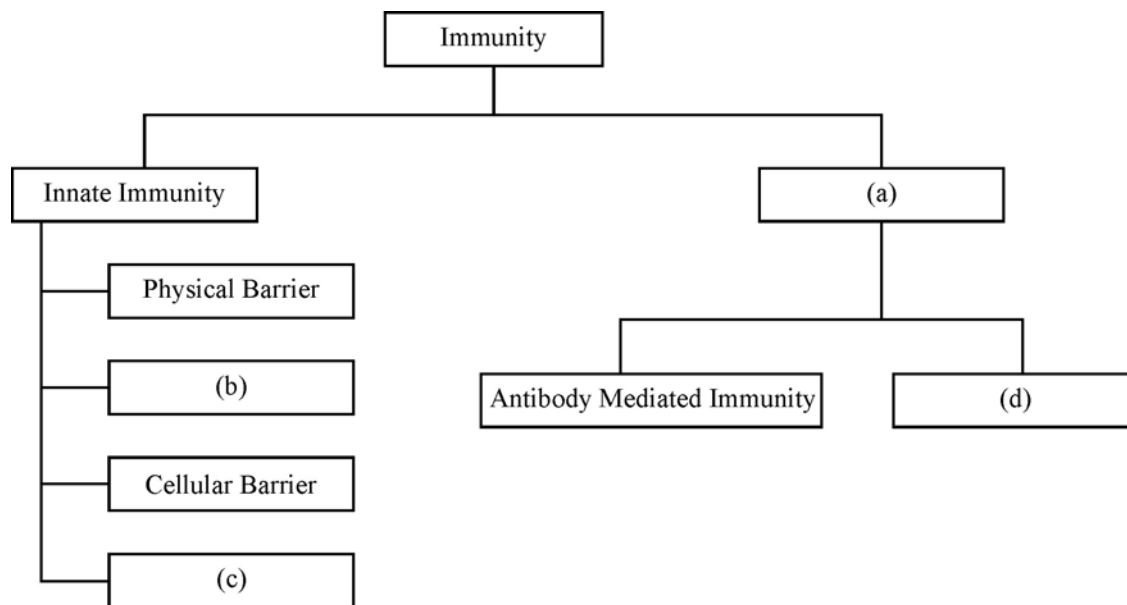 Immunity
Innate Immunity
(a)
Physical Barrier
(b)
Antibody Mediated Immunity
(d)
Cellular Barrier
(c)